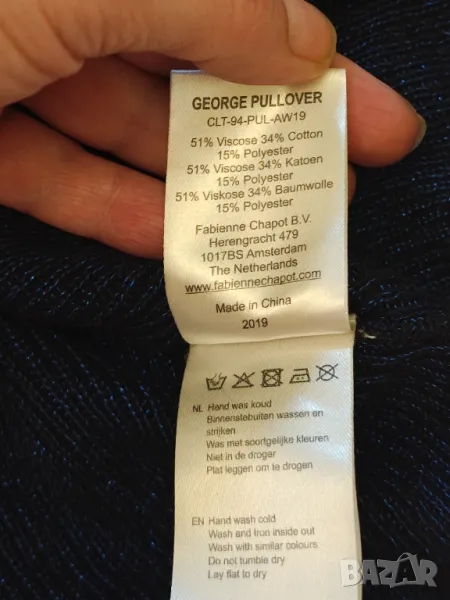 GEORGE PULLOVER
CLT-94-PUL-AW19
51% Viscose 34% Cotton
15% Polyester
51% Viscose 34% Katoen
15% Polyester
51% Viskose 34% Baumwolle
15% Polyester
Fabienne Chapot B.V.
Herengracht 479
1017BS Amsterdam
The Netherlands
www.fabiennechapot.com
Made in China
2019
NL Hand was koud
Binnenstebuiten wassen en
strijken
Was met soortgelijke kleuren
Niet in de droger
Plat leggen om te drogen
EN Hand wash cold
Wash and Iron inside out
Wash with similar colours
Do not tumble dry
Lay flat to dry
BAZAR